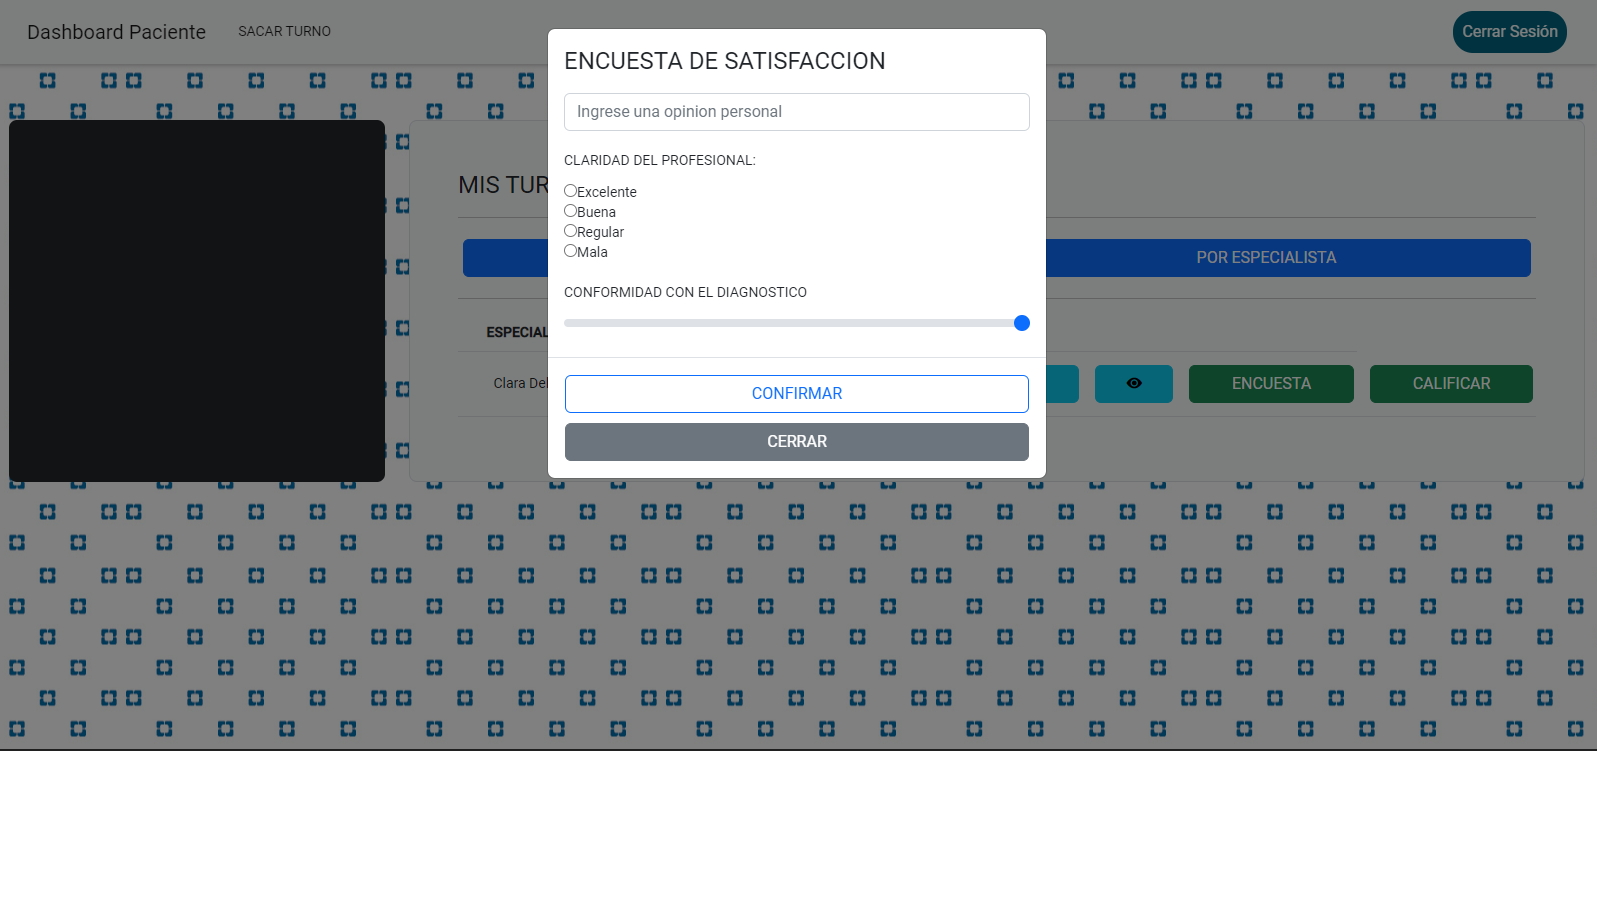 Dashboard Paciente
SACAR TURNO
Cerrar Sesión
ENCUESTA DE SATISFACCION
Ingrese una opinion personal
CLARIDAD DEL PROFESIONAL:
Excelente
Buena
Regular
Mala
CONFORMIDAD CON EL DIAGNOSTICO
CONFIRMAR
CERRAR
MIS TUR
POR ESPECIALISTA
ESPECIAL
Clara Del
ENCUESTA
CALIFICAR